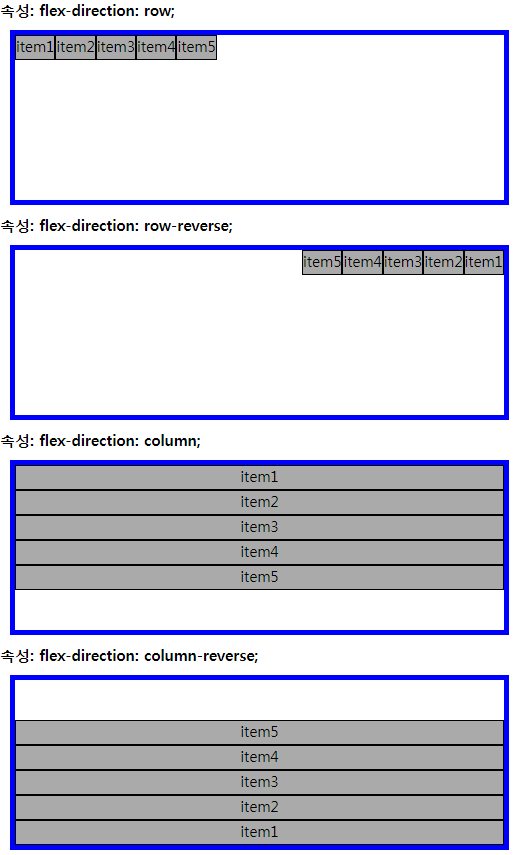 속성: flex-direction: row;
item1 item2 item3 item4 item5
속성: flex-direction: row-reverse;
item5 item4 item3 item2 item1
속성: flex-direction: column;
item1
item2
item3
item4
item5
속성: flex-direction: column-reverse;
item5
item4
item3
item2
item1